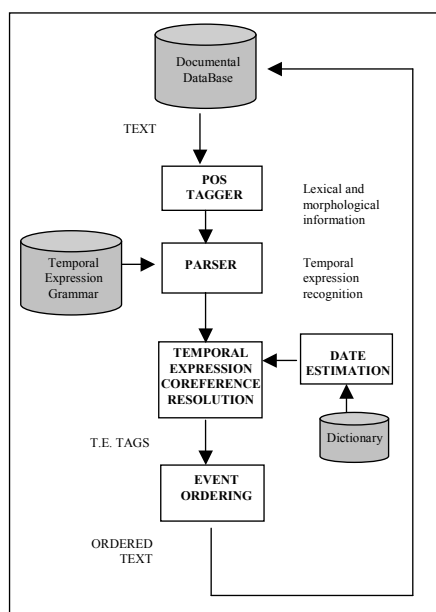 Documental
DataBase
TEXT
POS
TAGGER
Lexical and
morphological
information
Temporal
Expression
Grammar
PARSER
Temporal
expression
recognition
TEMPORAL
EXPRESSION
COREFERENCE
RESOLUTION
DATE
ESTIMATION
Dictionary
T.E. TAGS
EVENT
ORDERING
ORDERED
TEXT